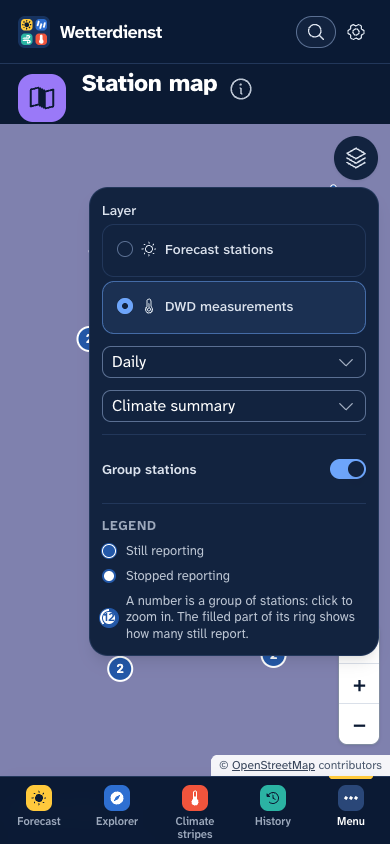 Wetterdienst
Station map
Layer
Forecast stations
DWD measurements
Daily
Climate summary
Group stations
LEGEND
Still reporting
Stopped reporting
12
A number is a group of stations: click to
zoom in. The filled part of its ring shows
how many still report.
2
2
+
−
© OpenStreetMap contributors
Forecast
Explorer
Climate
stripes
History
Menu